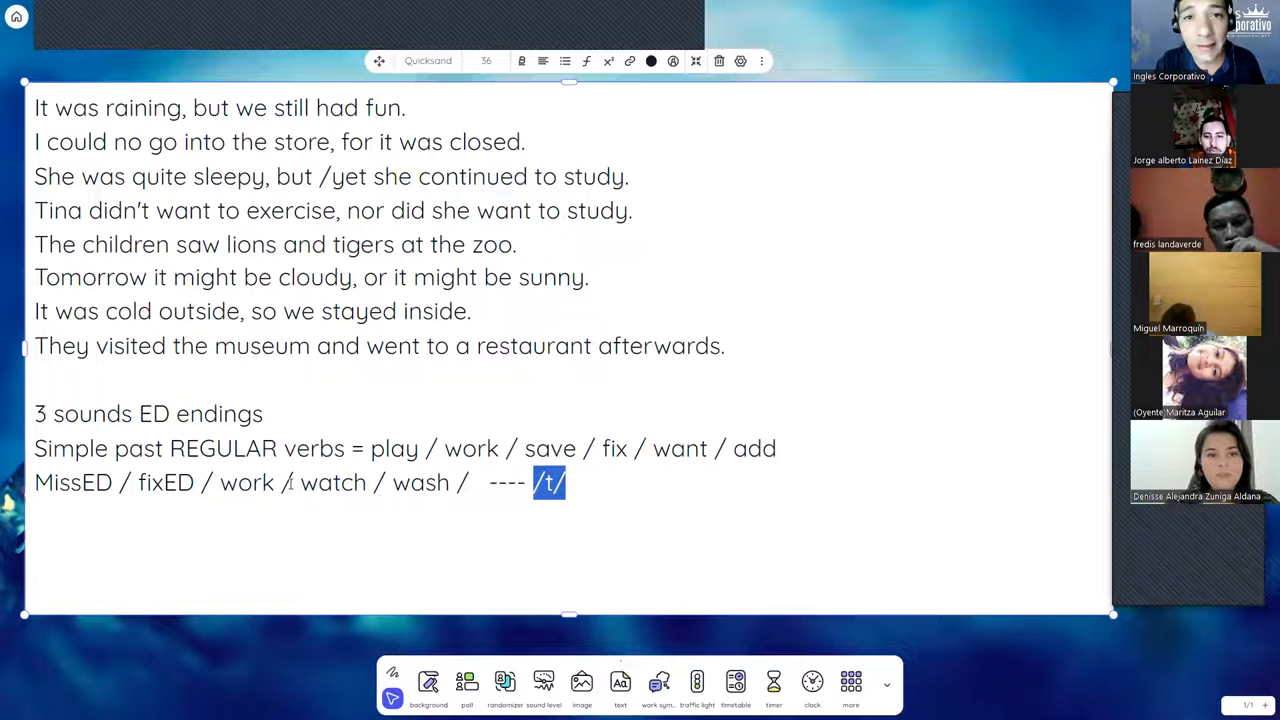 Quicksand 36
It was raining, but we still had fun.
I could no go into the store, for it was closed.
She was quite sleepy, but /yet she continued to study.
Tina didn't want to exercise, nor did she want to study.
The children saw lions and tigers at the zoo.
Tomorrow it might be cloudy, or it might be sunny.
It was cold outside, so we stayed inside.
They visited the museum and went to a restaurant afterwards.
3 sounds ED endings
Simple past REGULAR verbs = play / work / save / fix / want / add
MissED / fixED / work / watch / wash / ---- /t/
background poll randomizer sound level image text work sym... traffic light timetable timer clock more
1/1
Ingles Corporativo
Jorge alberto Lainez Díaz
fredis landaverde
Miguel Marroquín
(Oyente) Maritza Aguilar
Denisse Alejandra Zuniga Aldana